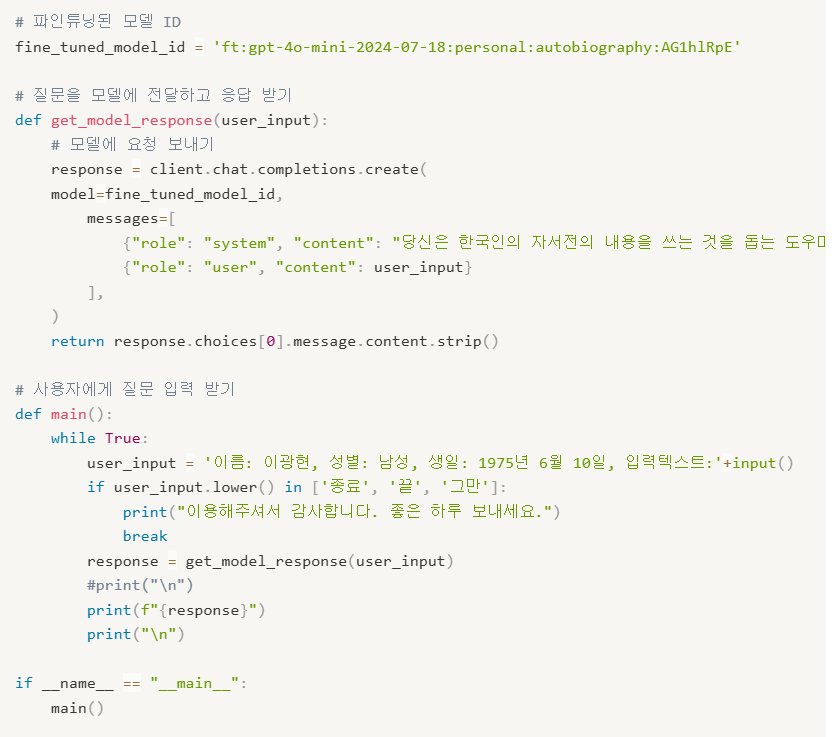 # 파인튜닝된 모델 ID
fine_tuned_model_id = 'ft:gpt-4o-mini-2024-07-18:personal:autobiography:AG1hlRpE'

# 질문을 모델에 전달하고 응답 받기
def get_model_response(user_input):
    # 모델에 요청 보내기
    response = client.chat.completions.create(
    model=fine_tuned_model_id,
        messages=[
            {"role": "system", "content": "당신은 한국인의 자서전의 내용을 쓰는 것을 돕는
            {"role": "user", "content": user_input}
        ],
    )
    return response.choices[0].message.content.strip()

# 사용자에게 질문 입력 받기
def main():
    while True:
        user_input = '이름: 이광현, 성별: 남성, 생일: 1975년 6월 10일, 입력텍스트:'+input()
        if user_input.lower() in ['종료', '끝', '그만']:
            print("이용해주셔서 감사합니다. 좋은 하루 보내세요.")
            break
        response = get_model_response(user_input)
        #print("\n")
        print(f"{response}")
        print("\n")

if __name__ == "__main__":
    main()